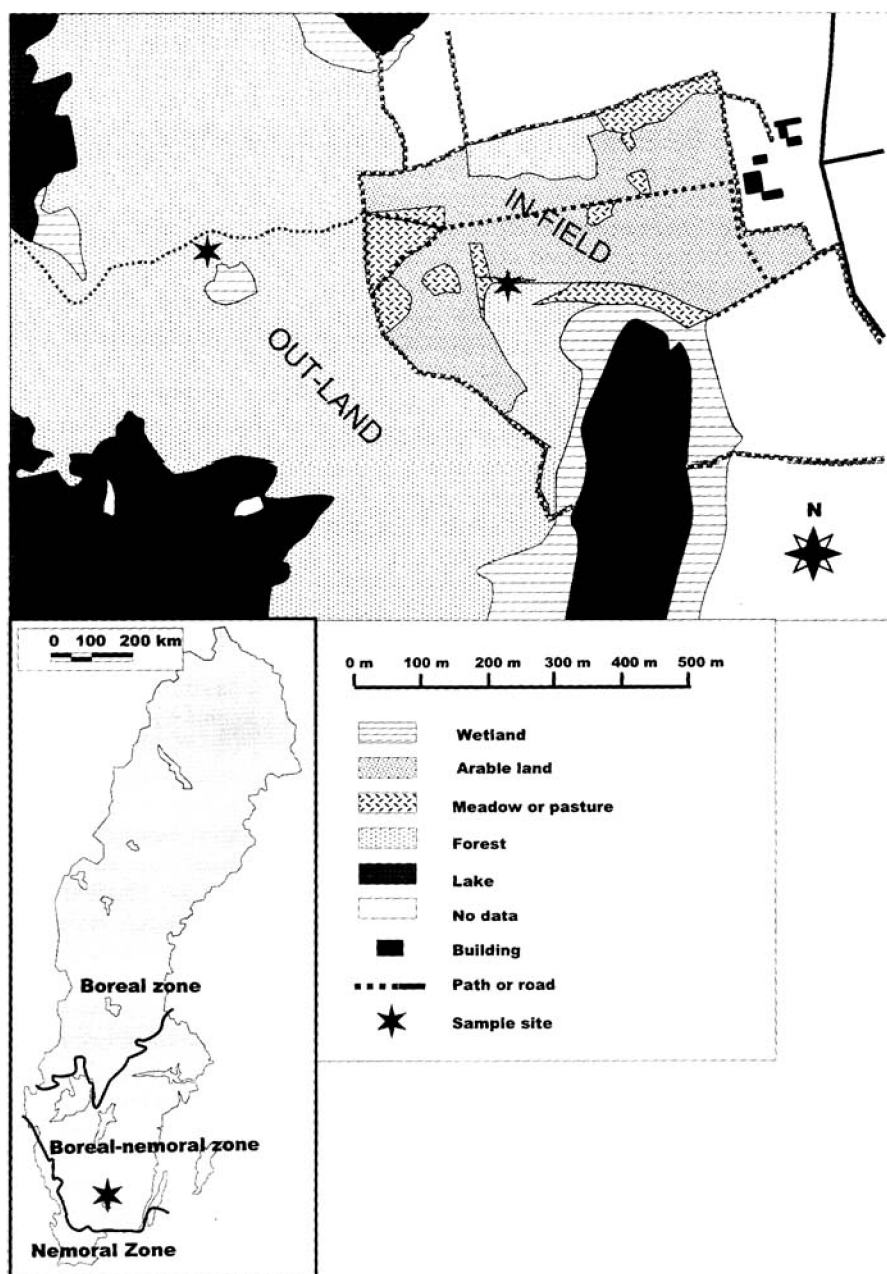 IN-FIELD
OUT-LAND
N
0 100 200 km
Boreal zone
Boreal-nemoral zone
Nemoral Zone
0 m 100 m 200 m 300 m 400 m 500 m
Wetland
Arable land
Meadow or pasture
Forest
Lake
No data
Building
Path or road
Sample site